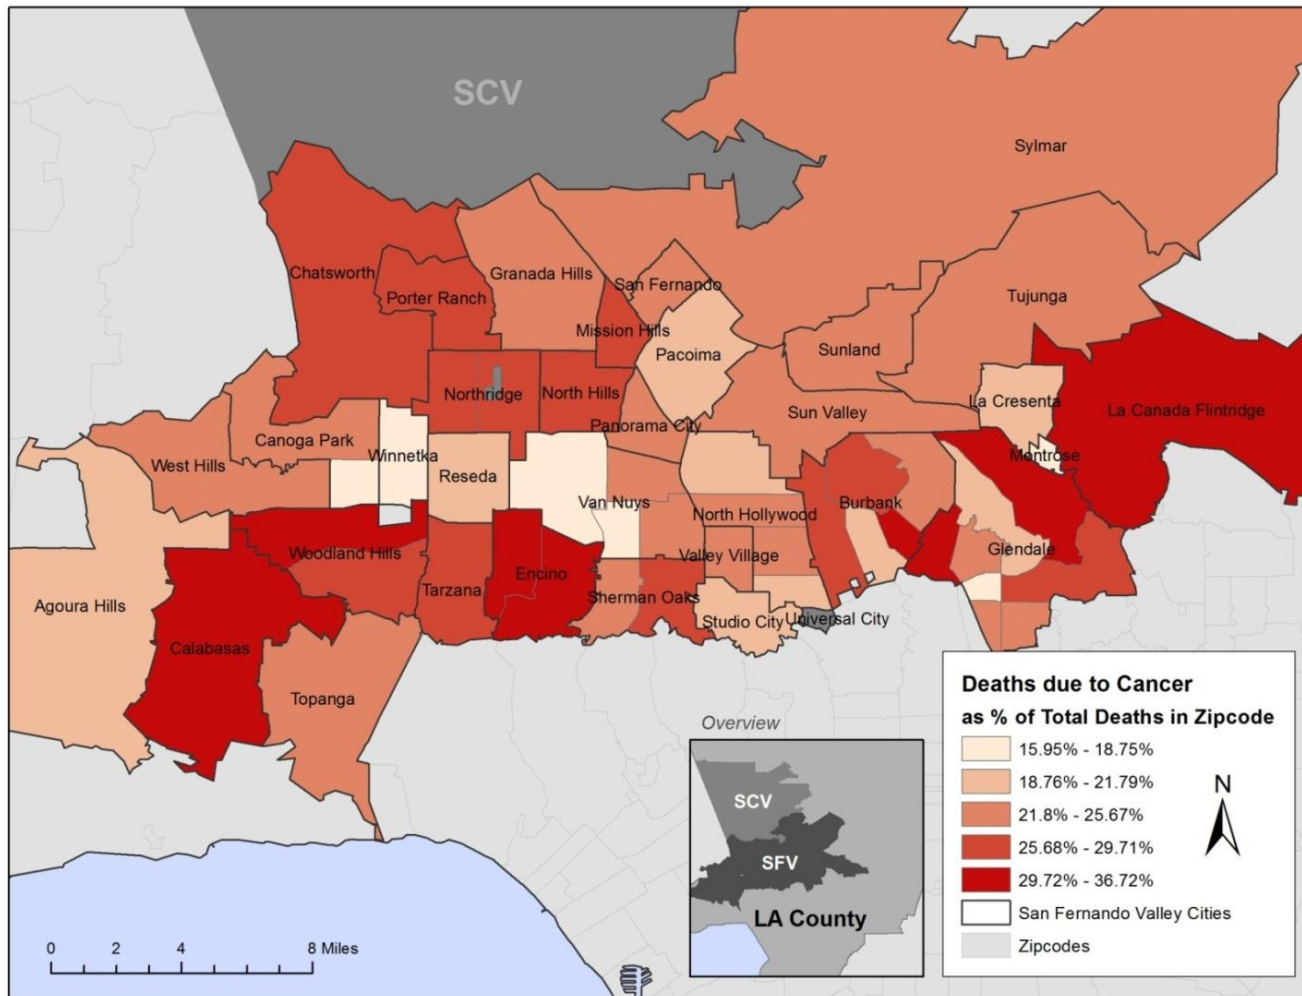 SCV
Sylmar
Chatsworth
Granada Hills
San Fernando
Porter Ranch
Tujunga
Mission Hills
Pacoima
Sunland
Northridge
North Hills
La Cresenta
La Canada Flintridge
Sun Valley
Panorama City
Canoga Park
Winnetka
Montrose
West Hills
Reseda
Van Nuys
Burbank
North Hollywood
Woodland Hills
Valley Village
Glendale
Encino
Tarzana
Sherman Oaks
Agoura Hills
Studio City
Universal City
Calabasas
Topanga
Overview
SCV
SFV
LA County
Deaths due to Cancer
as % of Total Deaths in Zipcode
15.95% - 18.75%
18.76% - 21.79%
21.8% - 25.67%
25.68% - 29.71%
29.72% - 36.72%
San Fernando Valley Cities
Zipcodes
N
0 2 4 8 Miles